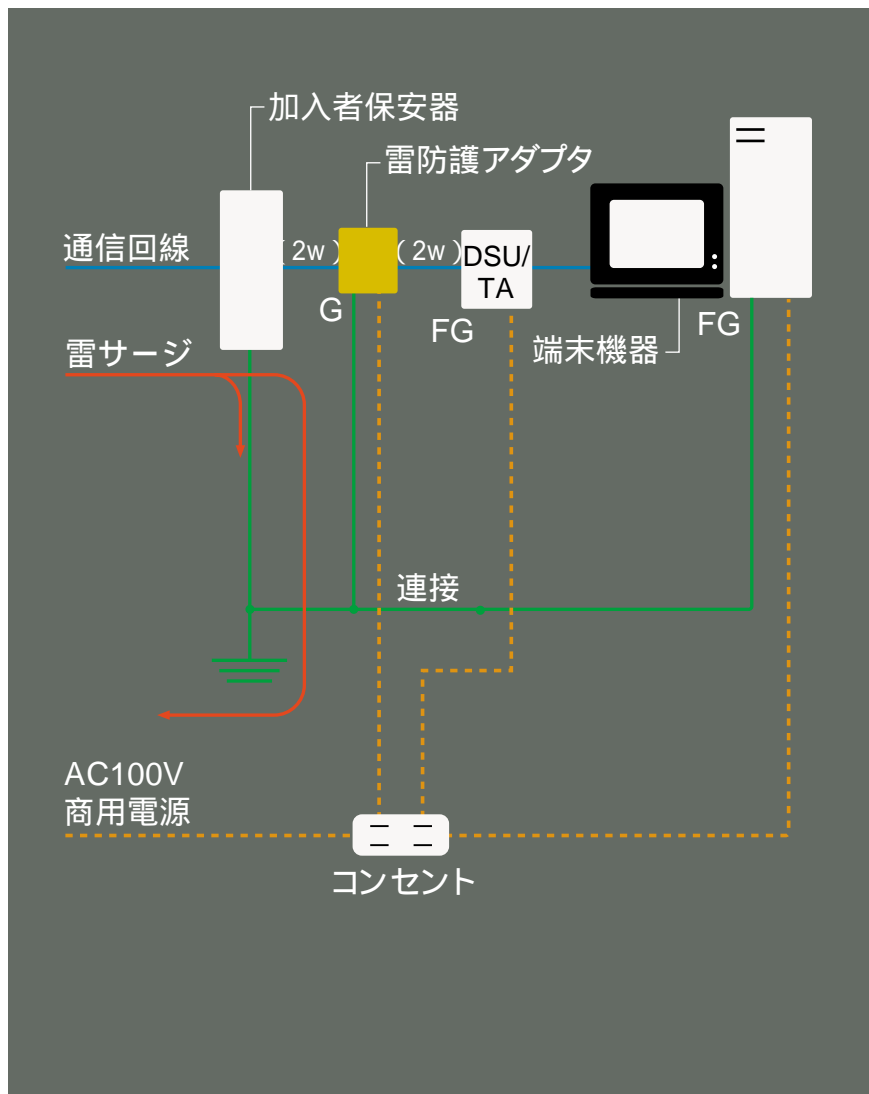 加入者保安器
雷防護アダプタ
通信回線
(2w)
(2w)
DSU/
TA
G
FG
FG
端末機器
雷サージ
連接
AC100V
商用電源
コンセント